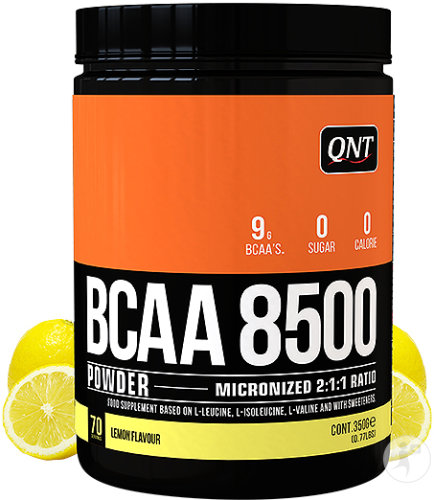 QNT
9g 0 0
BCAA'S. SUGAR CALORIE
BCAA 8500
POWDER MICRONIZED 2:1:1 RATIO
FOOD SUPPLEMENT BASED ON L-LEUCINE, L-ISOLEUCINE, L-VALINE AND WITH SWEETENERS
70
LEMON FLAVOUR
CONT.350G℮
(0.77LBS)